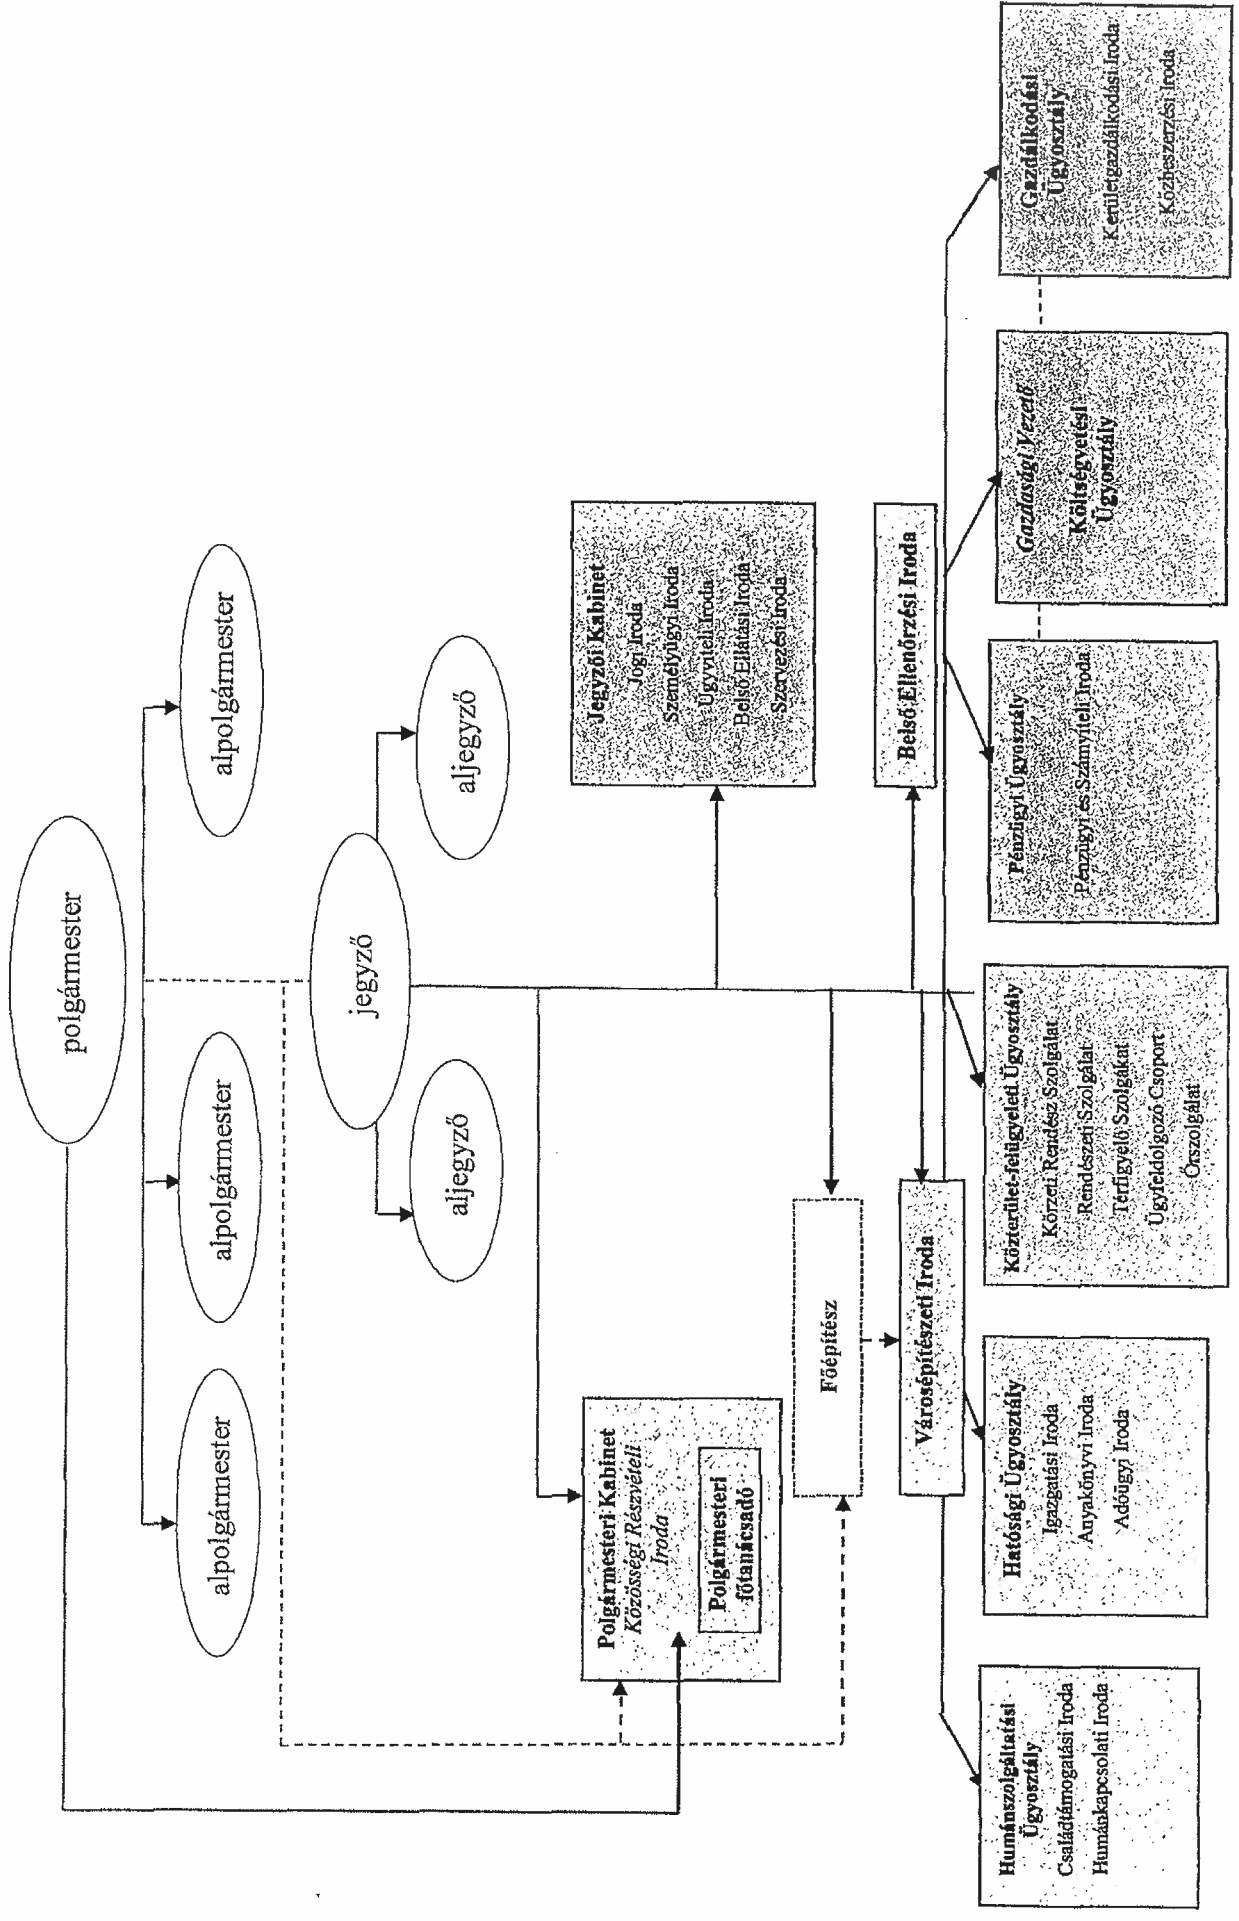 polgármester
alpolgármester
alpolgármester
alpolgármester
jegyző
aljegyző
aljegyző
Polgármesteri Kabinet
Közösségi Részvételi
Iroda
Polgármesteri
főtanácsadó
Jegyzői Kabinet
Jogi Iroda
Személyügyi Iroda
Ügyviteli Iroda
Belső Ellátási Iroda
Szervezési Iroda
Főépítész
Városépítészeti Iroda
Belső Ellenőrzési Iroda
Humánszolgáltatási
Ügyosztály
Családtámogatási Iroda
Humánkapcsolati Iroda
Hatósági Ügyosztály
Igazgatási Iroda
Anyakönyvi Iroda
Adóügyi Iroda
Közterület-felügyeleti Ügyosztály
Körzeti Rendész Szolgálat
Rendészeti Szolgálat
Térfigyelő Szolgákat
Ügyfeldolgozó Csoport
Őrszolgálat
Pénzügyi Ügyosztály
Pénzügyi és Számviteli Iroda
Gazdasági Vezető
Költségvetési
Ügyosztály
Gazdálkodási
Ügyosztály
Kerületgazdálkodási Iroda
Közbeszerzési Iroda